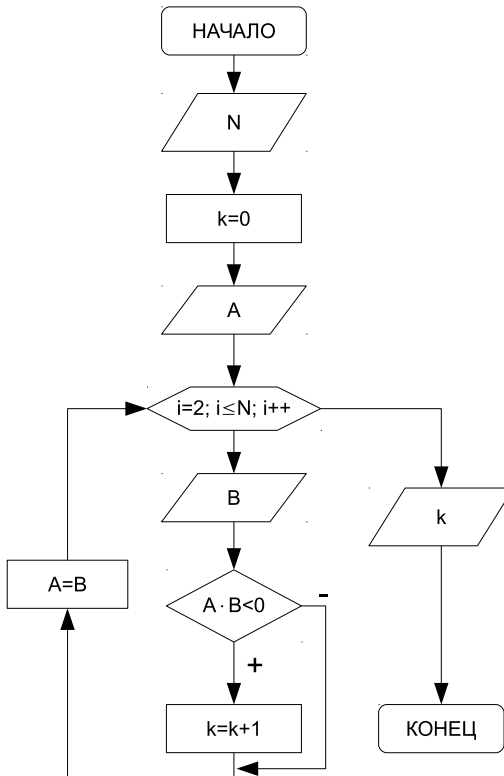 НАЧАЛО
N
k=0
A
i=2; i≤N; i++
B
k
A=B
A·B<0
-
+
k=k+1
КОНЕЦ